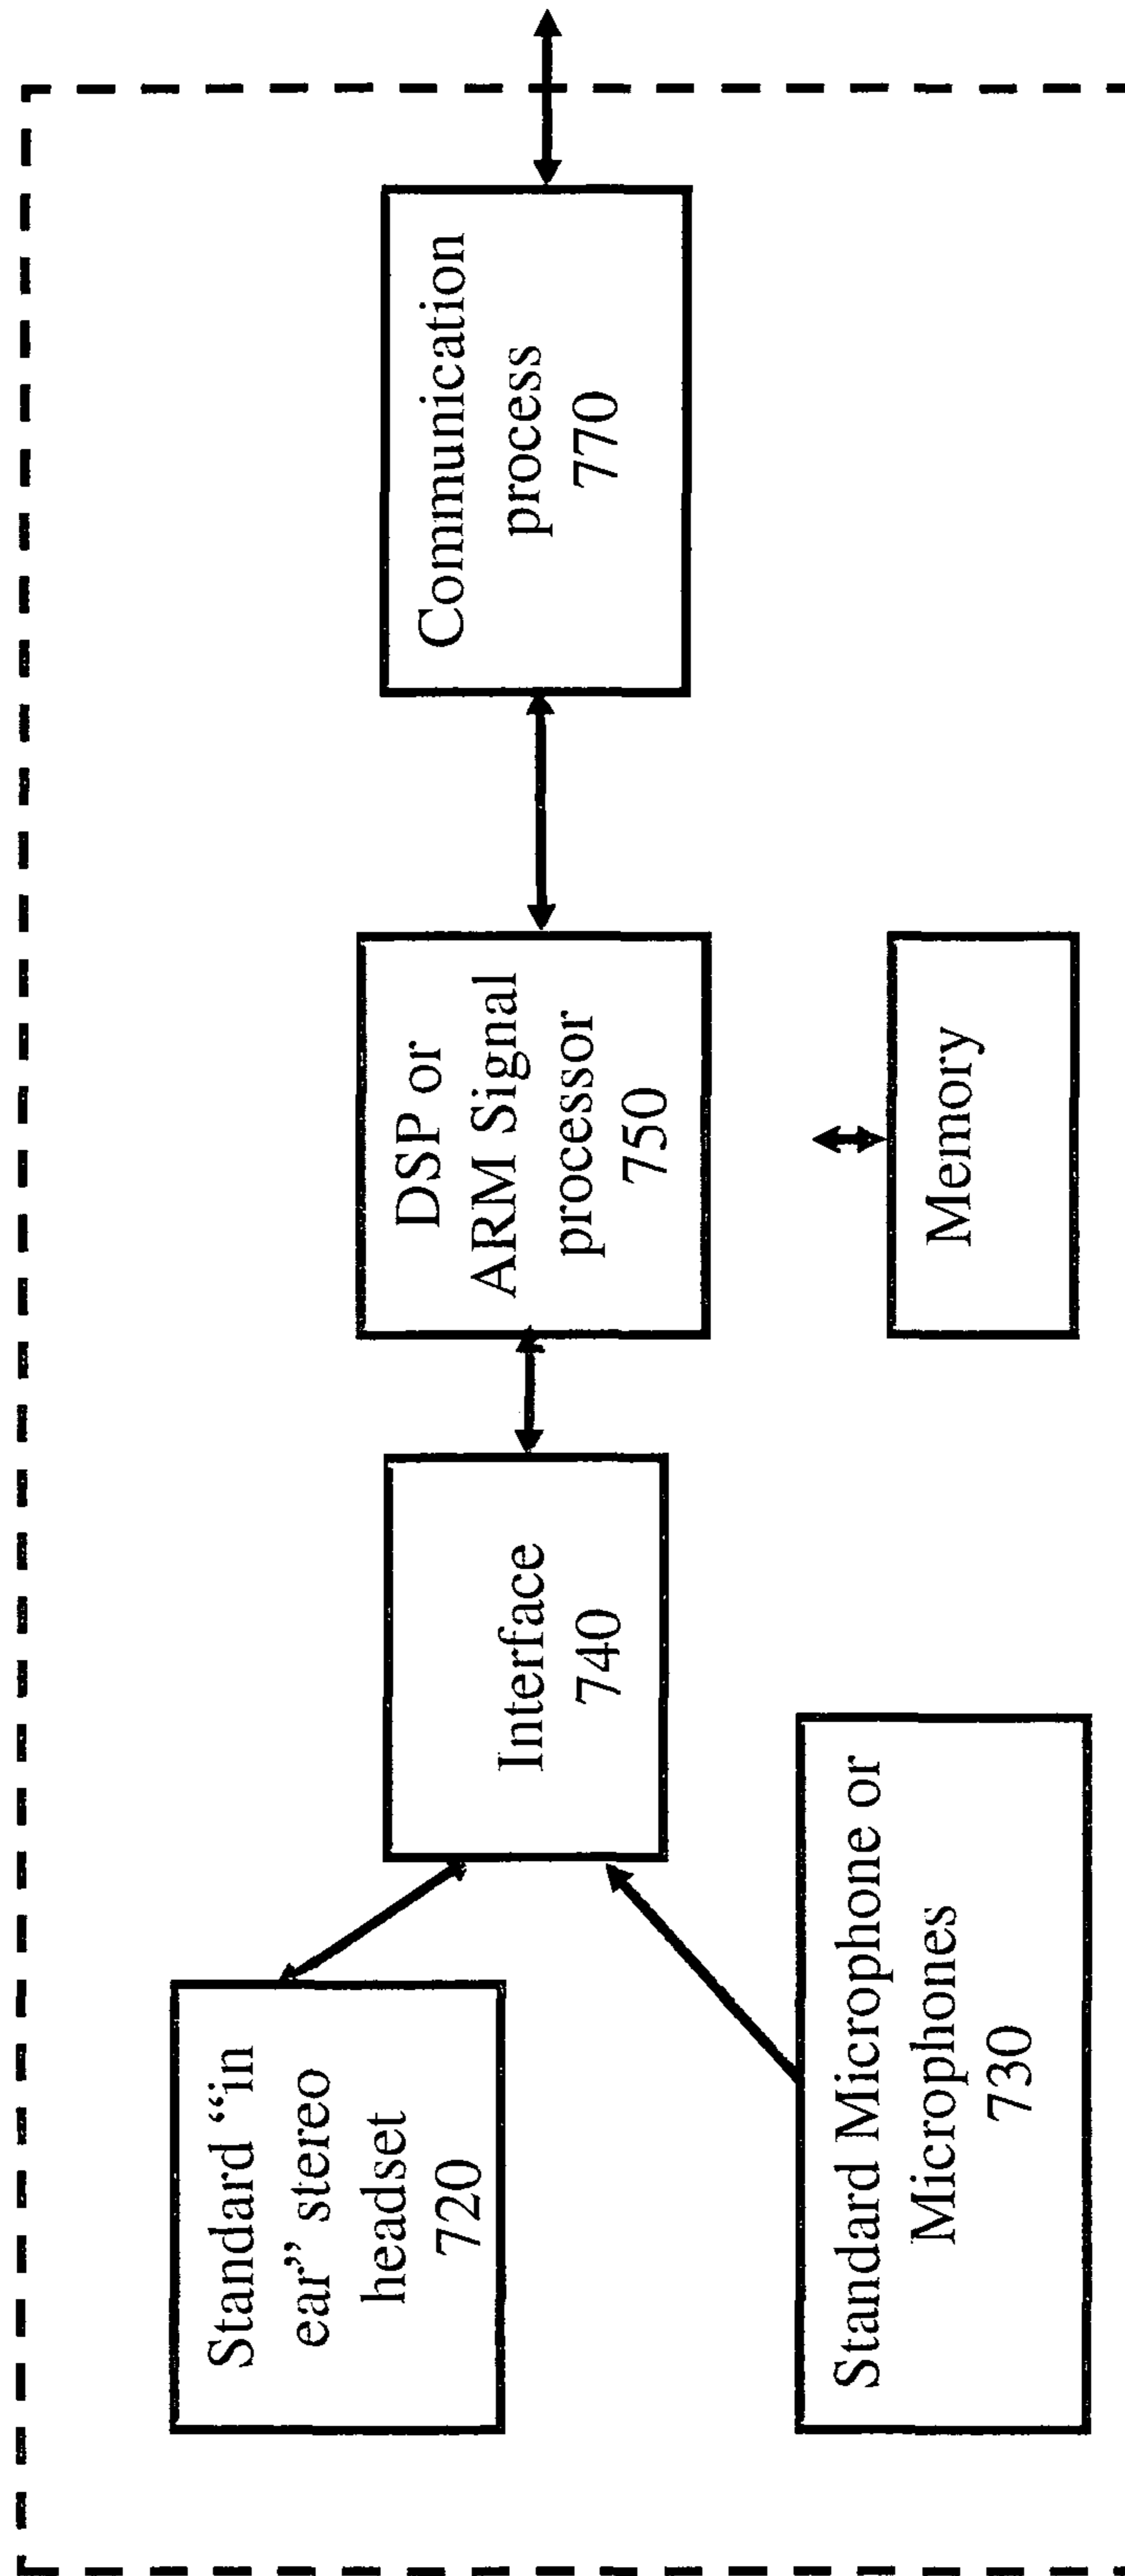 Standard “in
ear” stereo
headset
720
Standard Microphone or
Microphones
730
Interface
740
DSP or
ARM Signal
processor
750
Memory
Communication
process
770